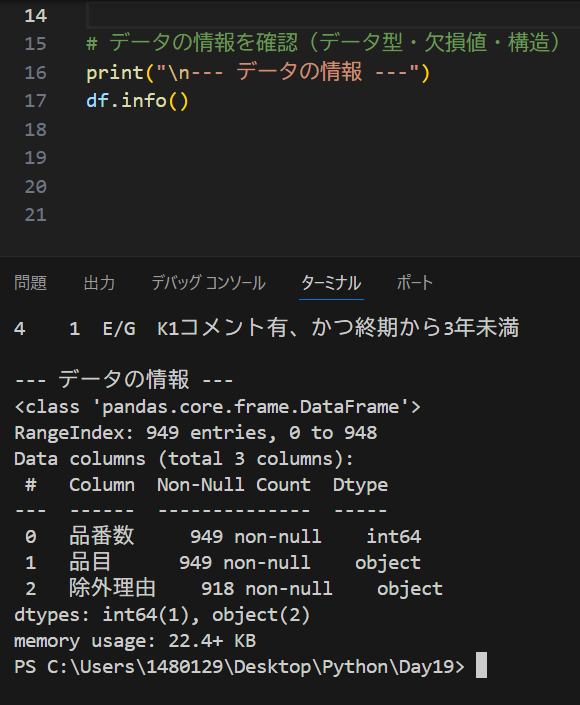 14
15 # データの情報を確認（データ型・欠損値・構造）
16 print("\n--- データの情報 ---")
17 df.info()
18
19
20
21
問題 出力 デバッグ コンソール ターミナル ポート
4 1 E/G K1コメント有、かつ終期から3年未満
--- データの情報 ---
<class 'pandas.core.frame.DataFrame'>
RangeIndex: 949 entries, 0 to 948
Data columns (total 3 columns):
 #   Column  Non-Null Count  Dtype
---  ------  --------------  -----
 0   品番数     949 non-null    int64
 1   品目      949 non-null    object
 2   除外理由    918 non-null    object
dtypes: int64(1), object(2)
memory usage: 22.4+ KB
PS C:\Users\1480129\Desktop\Python\Day19>